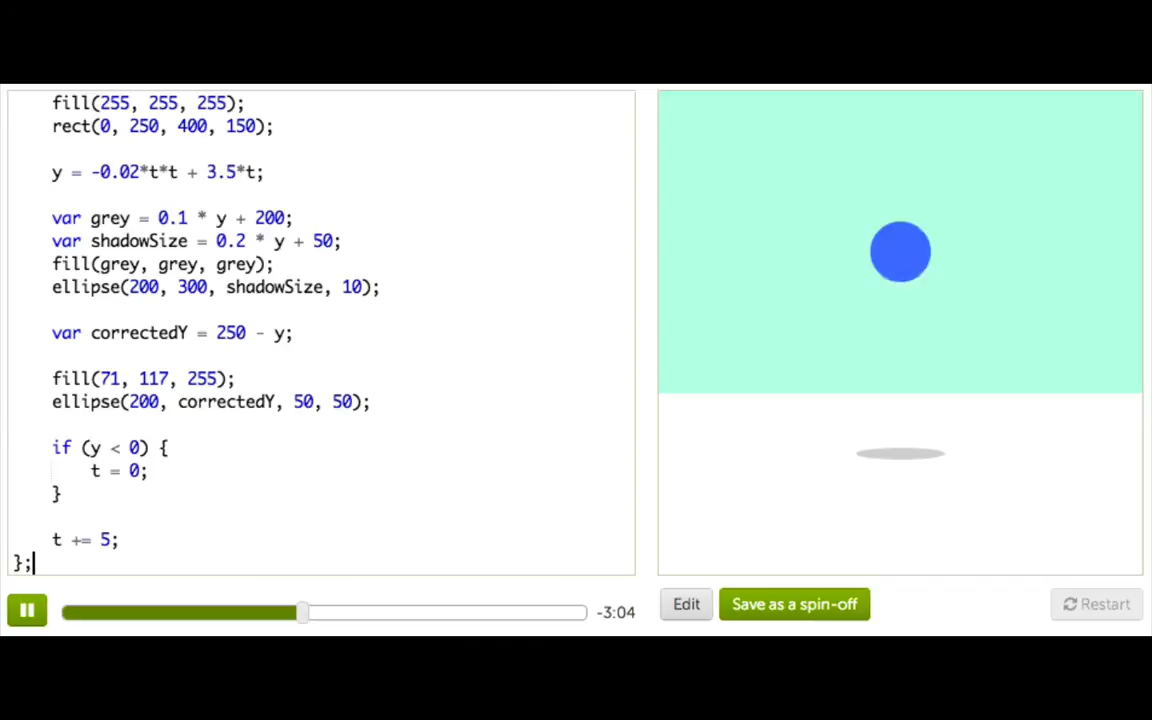 fill(255, 255, 255);
rect(0, 250, 400, 150);
y = -0.02*t*t + 3.5*t;
var grey = 0.1 * y + 200;
var shadowSize = 0.2 * y + 50;
fill(grey, grey, grey);
ellipse(200, 300, shadowSize, 10);
var correctedY = 250 - y;
fill(71, 117, 255);
ellipse(200, correctedY, 50, 50);
if (y < 0) {
t = 0;
}
t += 5;
};
-3:04
Edit
Save as a spin-off
Restart